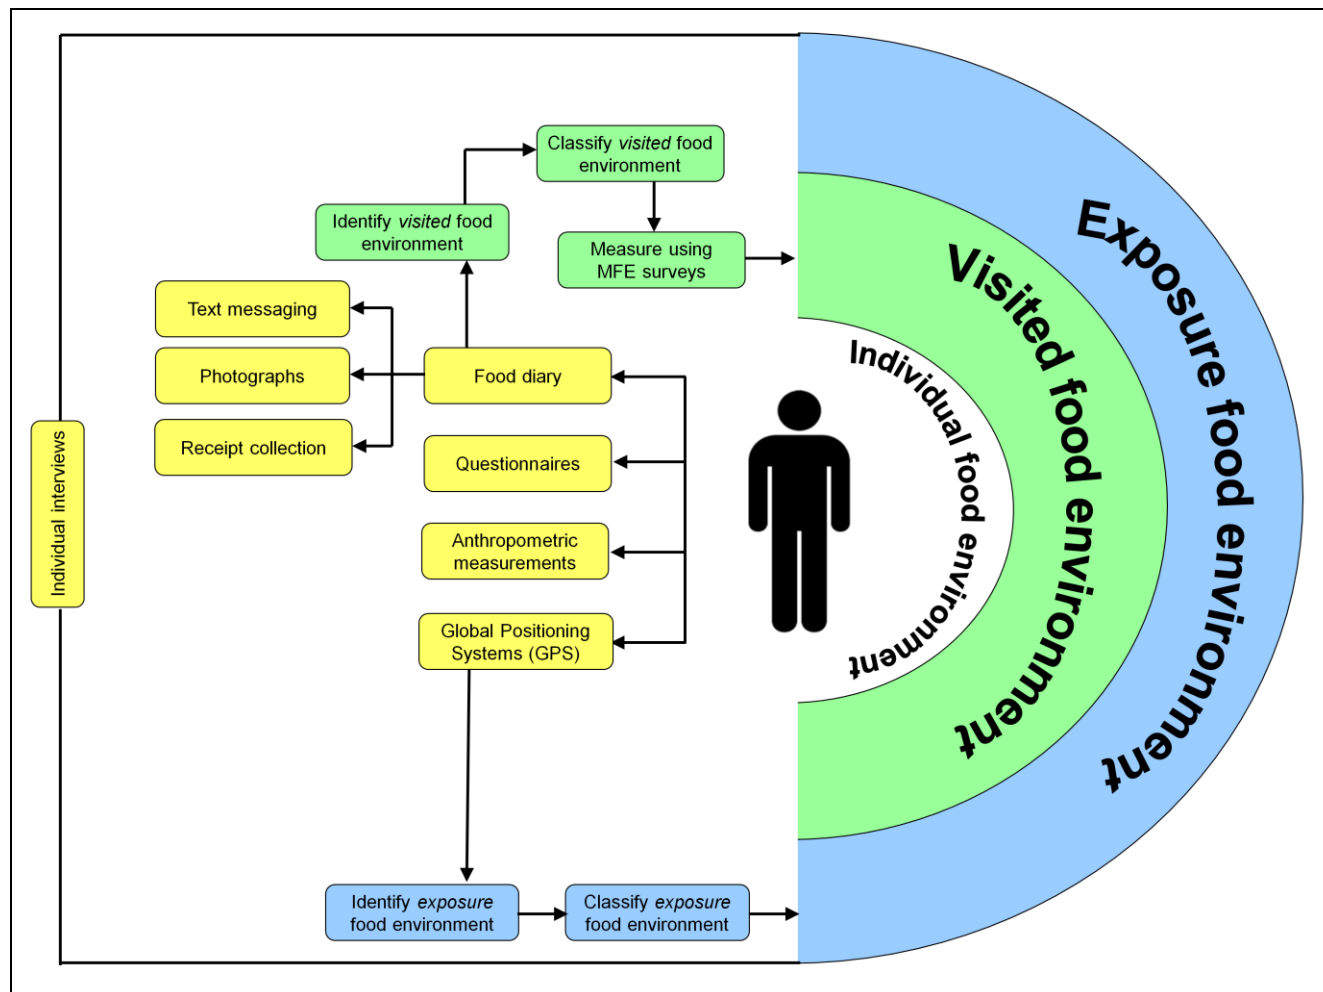 Classify visited food
environment
Identify visited food
environment
Measure using
MFE surveys
Text messaging
Photographs
Receipt collection
Food diary
Questionnaires
Anthropometric
measurements
Global Positioning
Systems (GPS)
Individual interviews
Identify exposure
food environment
Classify exposure
food environment
Individual food environment
Visited food environment
Exposure food environment